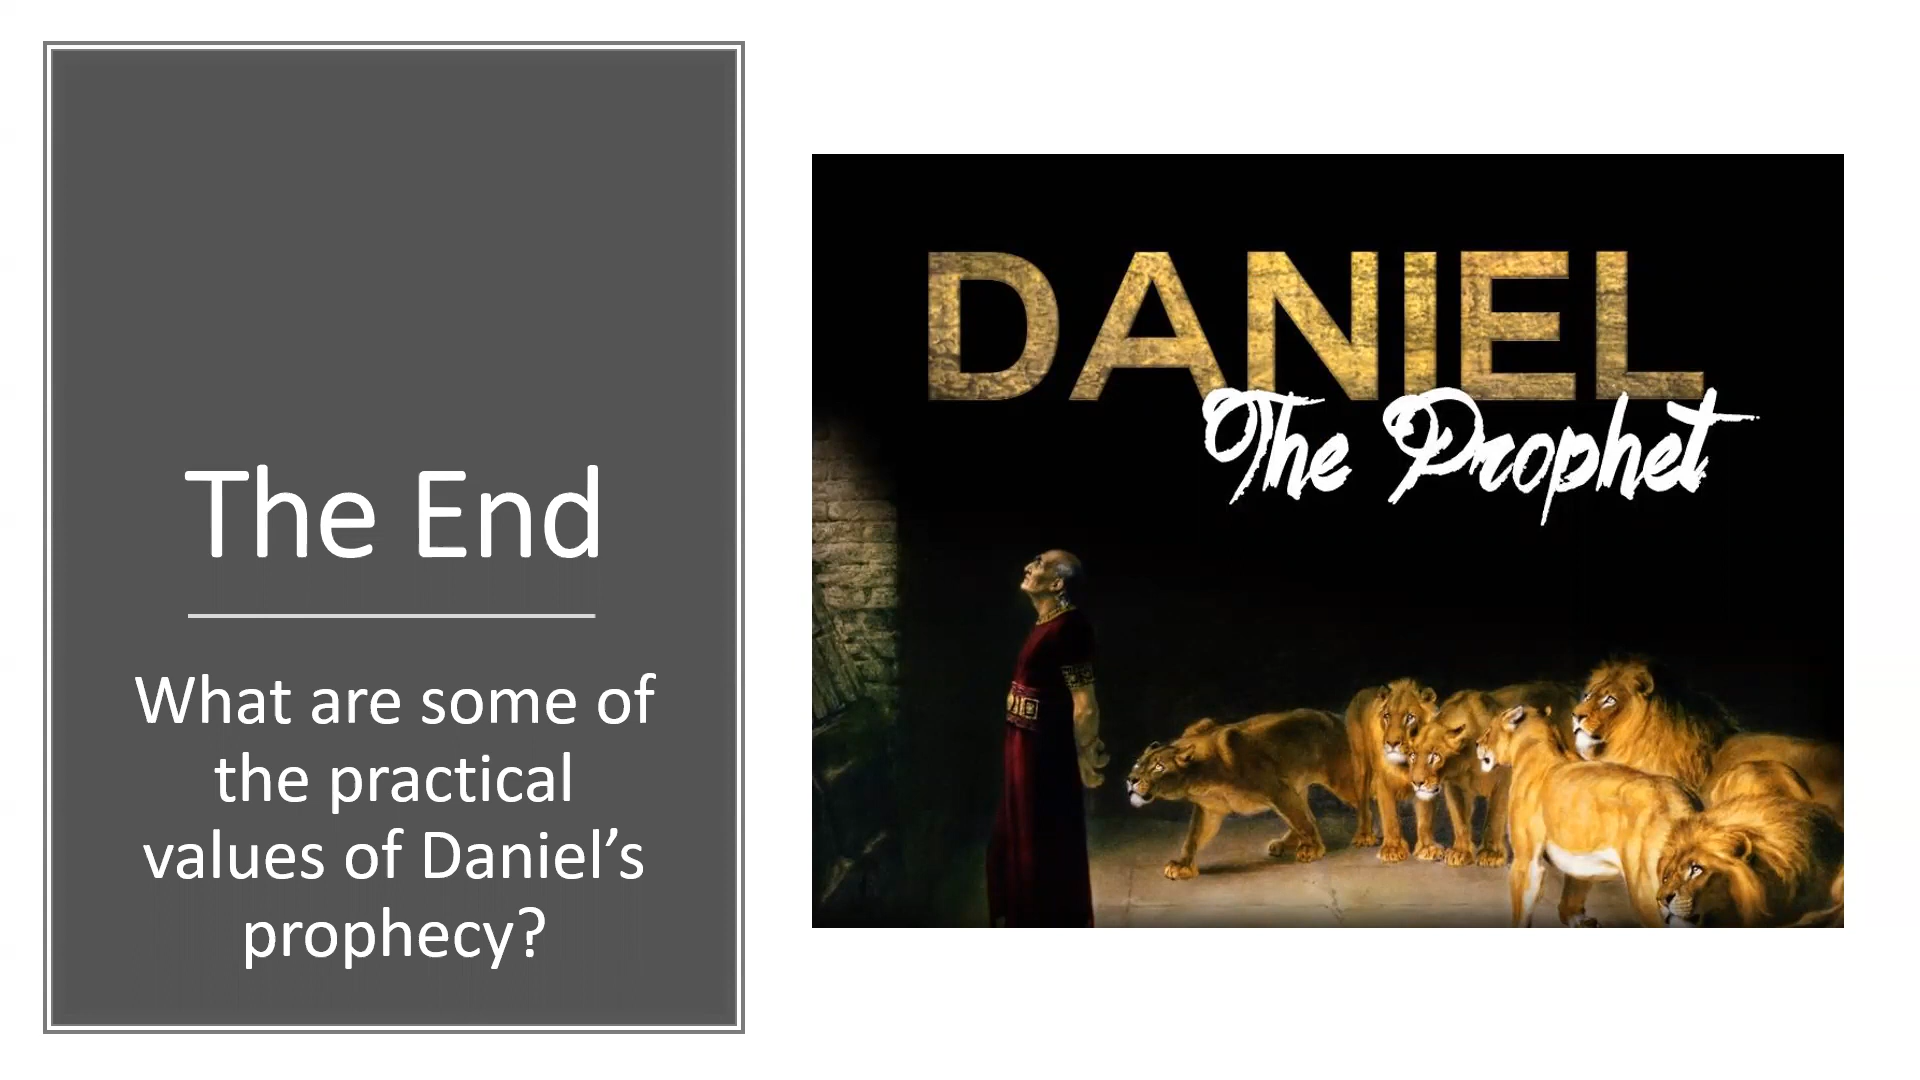 The End
What are some of
the practical
values of Daniel’s
prophecy?
DANIEL
The Prophet